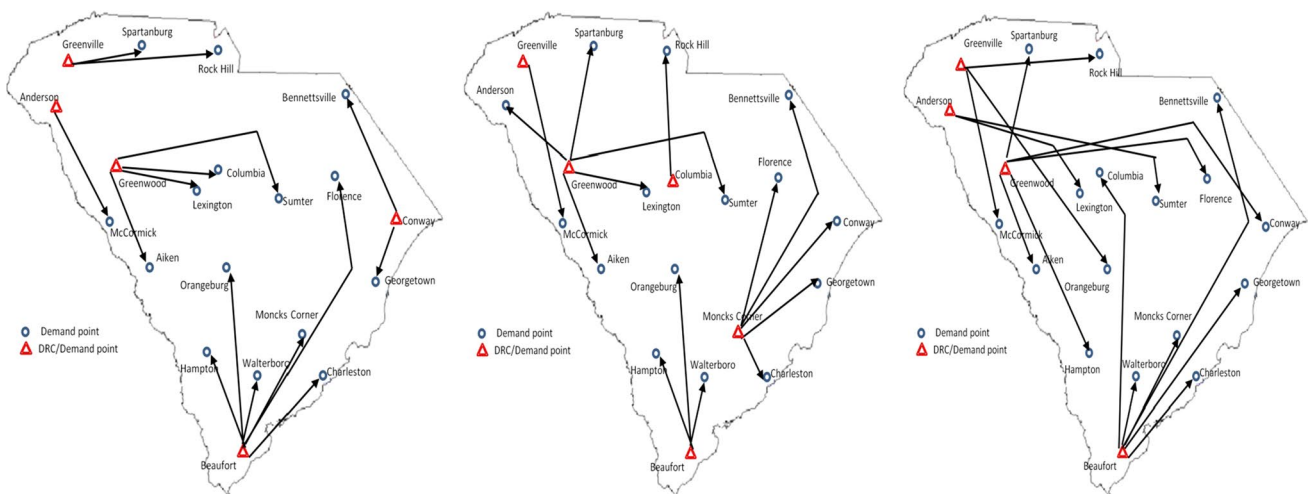 Spartanburg
Greenville
Rock Hill
Anderson
Bennettsville
Greenwood
Columbia
Lexington
Sumter
Florence
Conway
McCormick
Aiken
Orangeburg
Georgetown
Moncks Corner
Demand point
DRC/Demand point
Hampton
Walterboro
Charleston
Beaufort
Spartanburg
Greenville
Rock Hill
Anderson
Bennettsville
Florence
Greenwood
Columbia
Lexington
Sumter
Conway
McCormick
Aiken
Orangeburg
Georgetown
Moncks Corner
Demand point
DRC/Demand point
Hampton
Walterboro
Charleston
Beaufort
Spartanburg
Greenville
Rock Hill
Anderson
Bennettsville
Greenwood
Columbia
Lexington
Sumter
Florence
Conway
McCormick
Aiken
Orangeburg
Georgetown
Moncks Corner
Demand point
DRC/Demand point
Hampton
Walterboro
Charleston
Beaufort